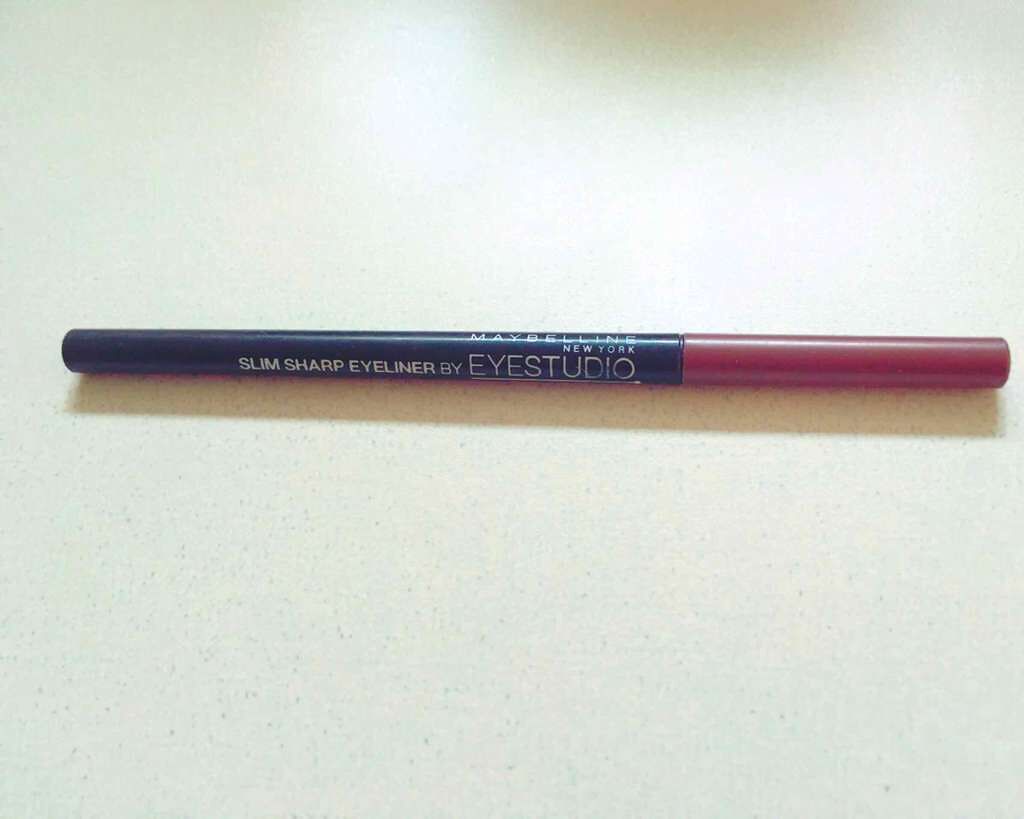 MAYBELLINE
NEW YORK
SLIM SHARP EYELINER BY EYESTUDIO